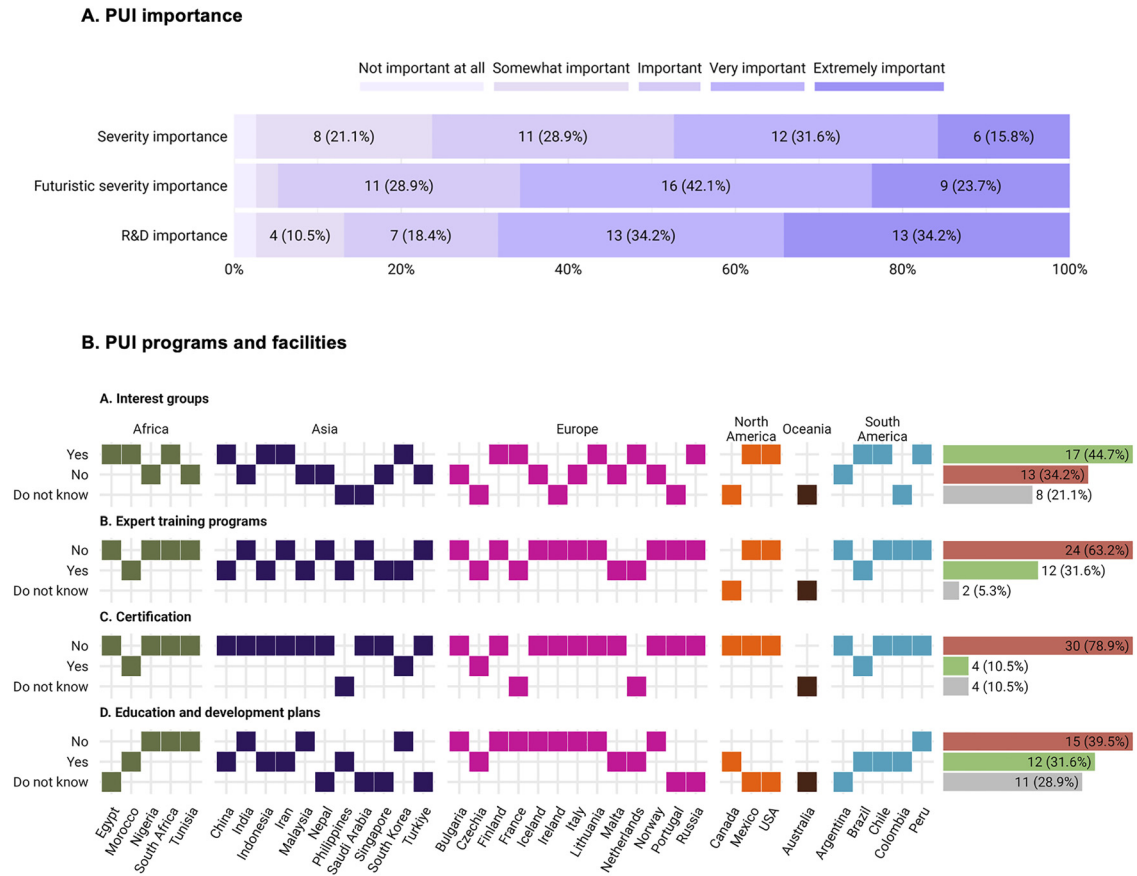 A. PUI importance
Not important at all Somewhat important Important Very important Extremely important
Severity importance 8 (21.1%) 11 (28.9%) 12 (31.6%) 6 (15.8%)
Futuristic severity importance 11 (28.9%) 16 (42.1%) 9 (23.7%)
R&D importance 4 (10.5%) 7 (18.4%) 13 (34.2%) 13 (34.2%)
0% 20% 40% 60% 80% 100%
B. PUI programs and facilities
A. Interest groups
Africa Asia Europe North America Oceania South America
Yes 17 (44.7%)
No 13 (34.2%)
Do not know 8 (21.1%)
B. Expert training programs
No 24 (63.2%)
Yes 12 (31.6%)
Do not know 2 (5.3%)
C. Certification
No 30 (78.9%)
Yes 4 (10.5%)
Do not know 4 (10.5%)
D. Education and development plans
No 15 (39.5%)
Yes 12 (31.6%)
Do not know 11 (28.9%)
Egypt Morocco Nigeria South Africa Tunisia China India Indonesia Iran Malaysia Nepal Philippines Saudi Arabia Singapore South Korea Turkiye Bulgaria Czechia Finland France Iceland Ireland Italy Lithuania Malta Netherlands Norway Portugal Russia Canada Mexico USA Australia Argentina Brazil Chile Colombia Peru